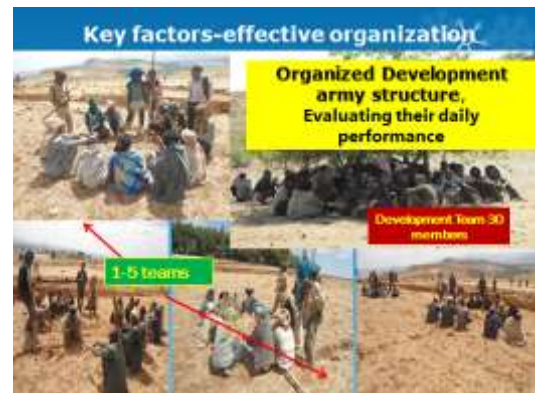 Key factors-effective organization
Organized Development
army structure,
Evaluating their daily
performance
Development Team 30
members
1-5 teams